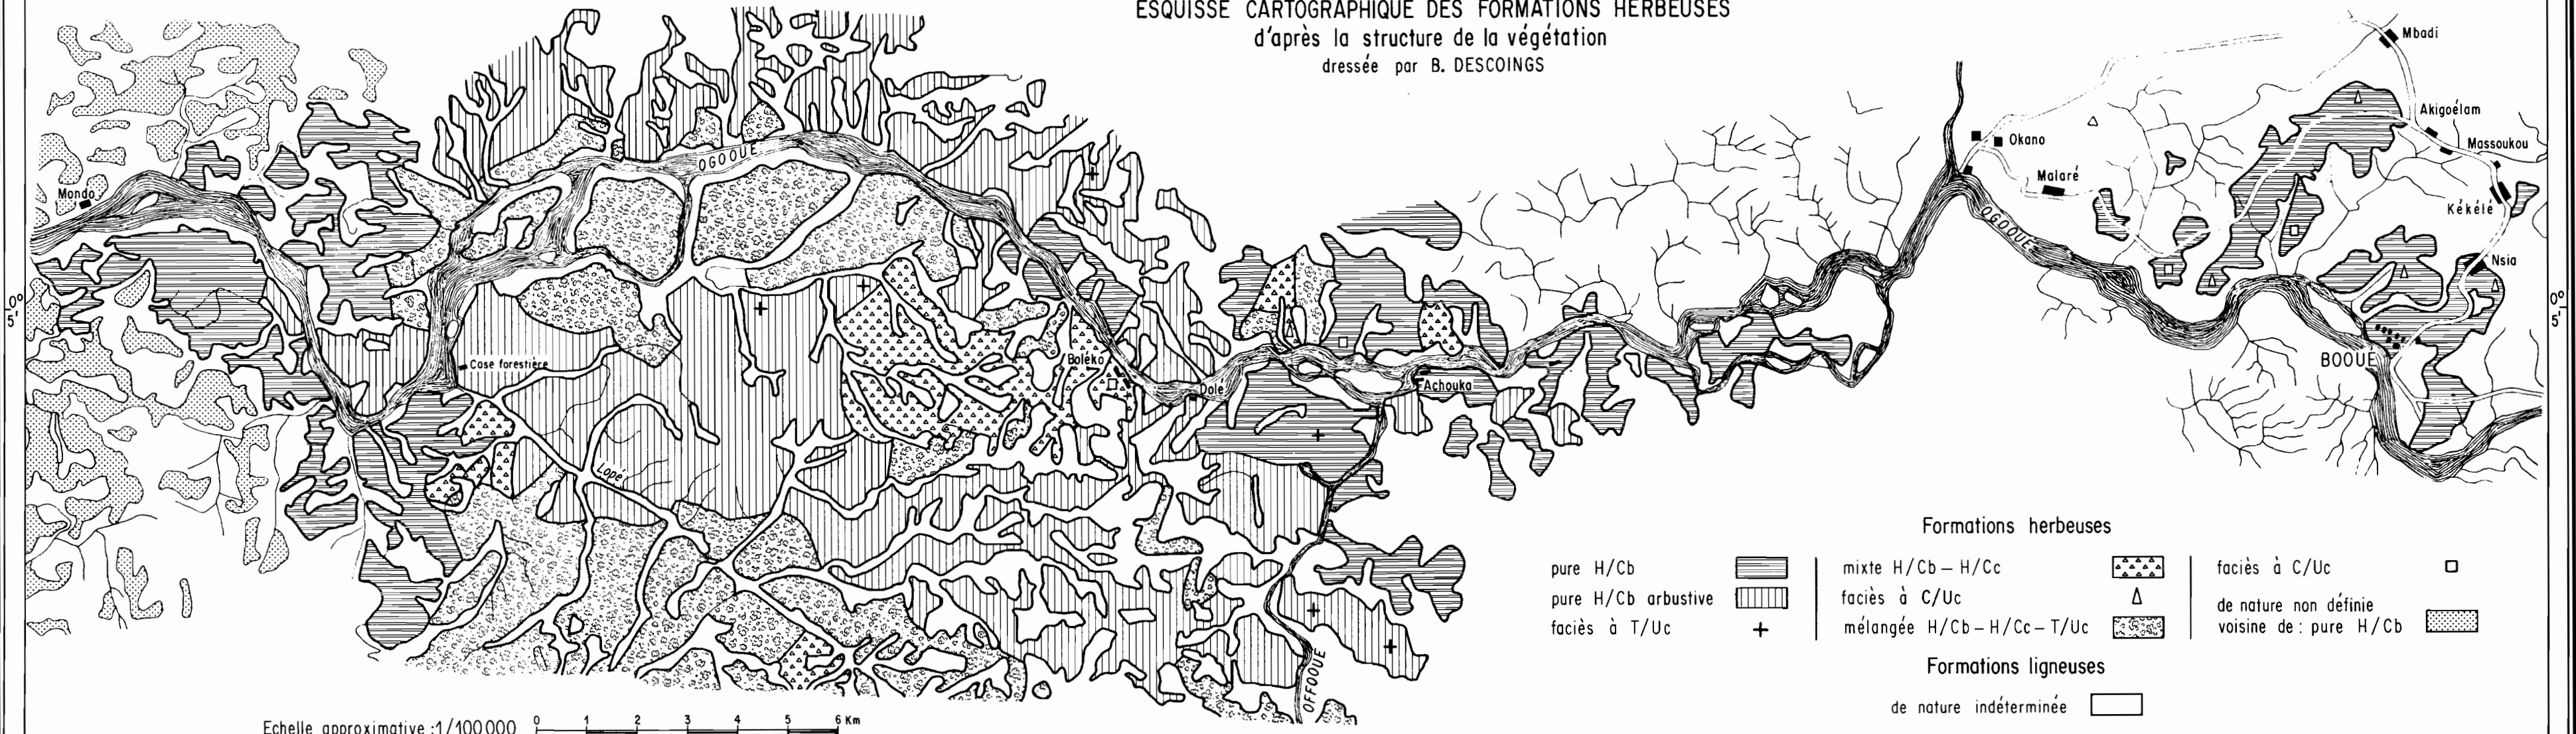 ESQUISSE CARTOGRAPHIQUE DES FORMATIONS HERBEUSES
d'après la structure de la végétation
dressée par B. DESCOINGS
Mbadi
Akigoélam
Massoukou
Okano
Malaré
Kékélé
Mondo
OGOOUE
OGOOUE
Nsia
0°
5'
0°
5'
Case forestière
Boléko
Dolé
Achouka
BOOUE
Lope
OFFOOUE
Formations herbeuses
pure H/Cb
pure H/Cb arbustive
faciès à T/Uc
mixte H/Cb – H/Cc
faciès à C/Uc
mélangée H/Cb – H/Cc – T/Uc
faciès à C/Uc
de nature non définie
voisine de : pure H/Cb
Formations ligneuses
de nature indéterminée
Echelle approximative : 1/100 000
0 1 2 3 4 5 6 Km